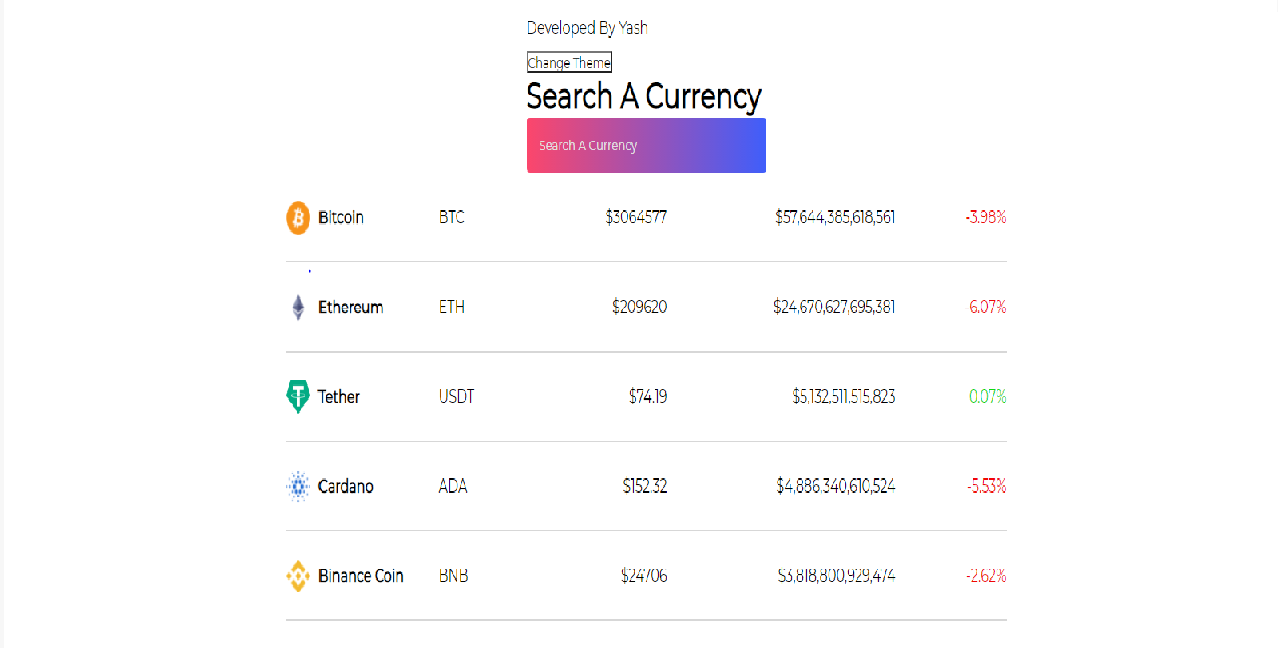 Developed By Yash
Change Theme
Search A Currency
Search A Currency
Bitcoin BTC $3064577 $57,644,385,618,561 -3.98%
Ethereum ETH $209620 $24,670,627,695,381 -6.07%
Tether USDT $74.19 $5,132,511,515,823 0.07%
Cardano ADA $152.32 $4,886,340,610,524 -5.53%
Binance Coin BNB $24706 $3,818,800,929,474 -2.62%